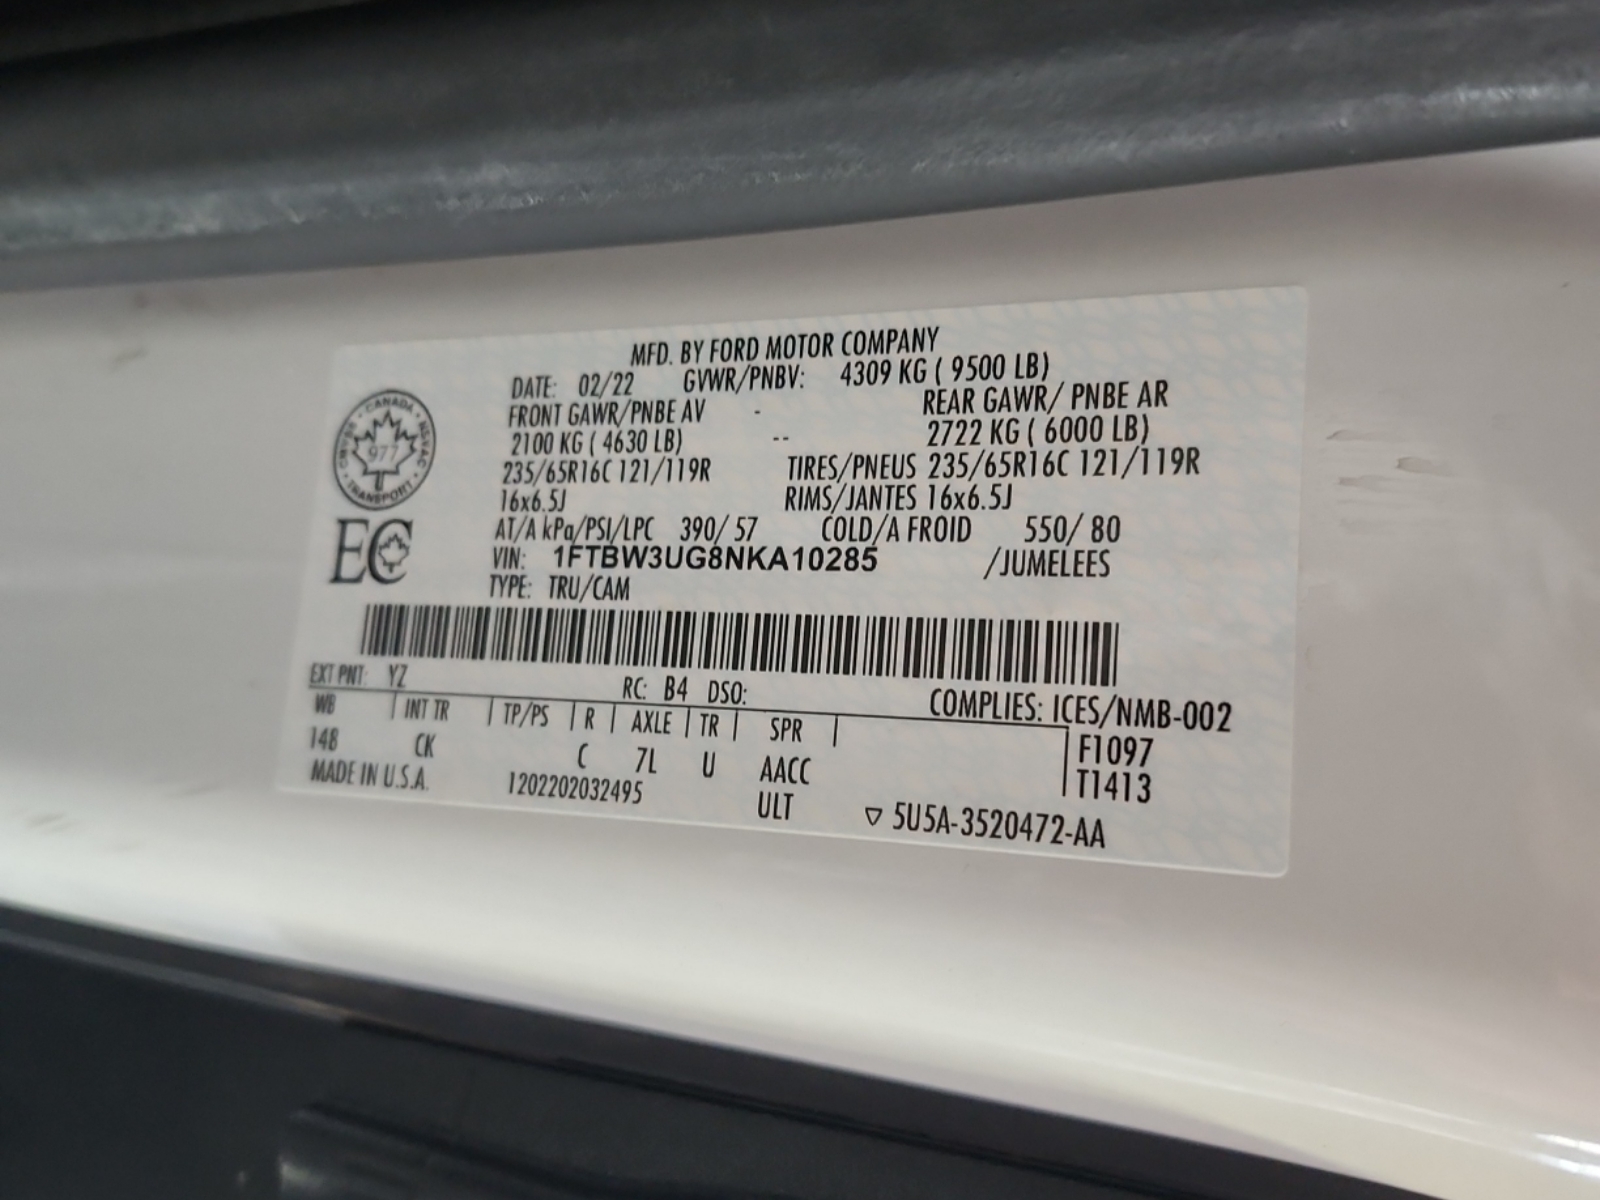 MFD. BY FORD MOTOR COMPANY
DATE: 02/22 GVWR/PNBV: 4309 KG ( 9500 LB)
FRONT GAWR/PNBE AV - REAR GAWR/ PNBE AR
2100 KG ( 4630 LB) -- 2722 KG ( 6000 LB)
235/65R16C 121/119R TIRES/PNEUS 235/65R16C 121/119R
16x6.5J RIMS/JANTES 16x6.5J
AT/A kPa/PSI/LPC 390/ 57 COLD/A FROID 550/ 80
VIN: 1FTBW3UG8NKA10285 /JUMELEES
TYPE: TRU/CAM
CANADA
CMVSS
NSVAC
977
TRANSPORT
EC
EXT PNT: YZ RC: B4 DSO: COMPLIES: ICES/NMB-002
WB | INT TR | TP/PS | R | AXLE | TR | SPR | F1097
148 CK C 7L U AACC T1413
MADE IN U.S.A. 1202202032495 ULT ▽ 5U5A-3520472-AA